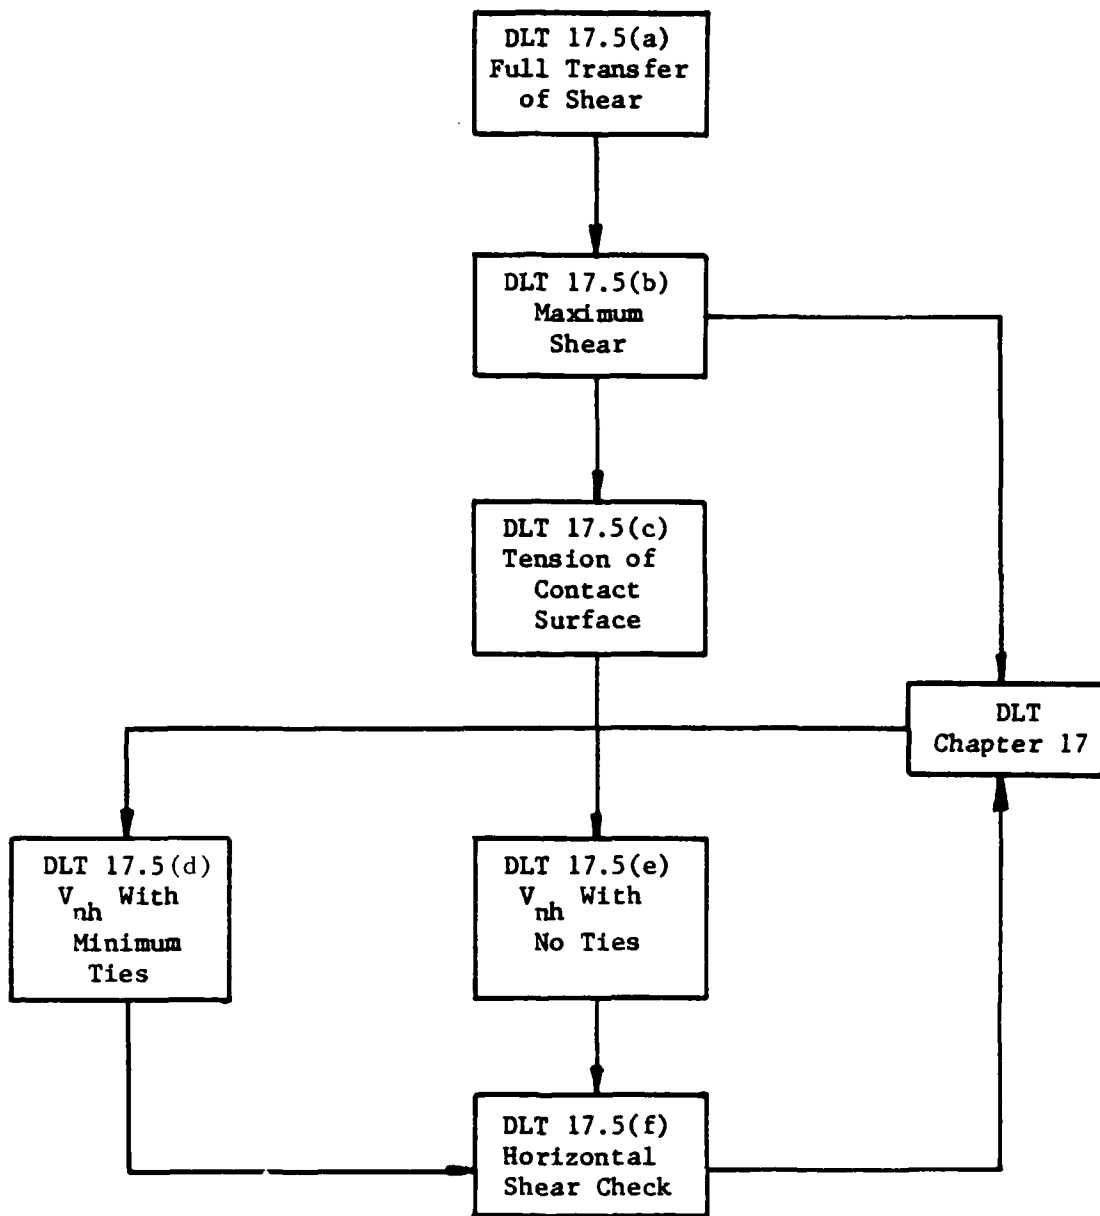 DLT 17.5(a)
Full Transfer
of Shear
DLT 17.5(b)
Maximum
Shear
DLT 17.5(c)
Tension of
Contact
Surface
DLT
Chapter 17
DLT 17.5(d)
Vnh With
Minimum
Ties
DLT 17.5(e)
Vnh With
No Ties
DLT 17.5(f)
Horizontal
Shear Check